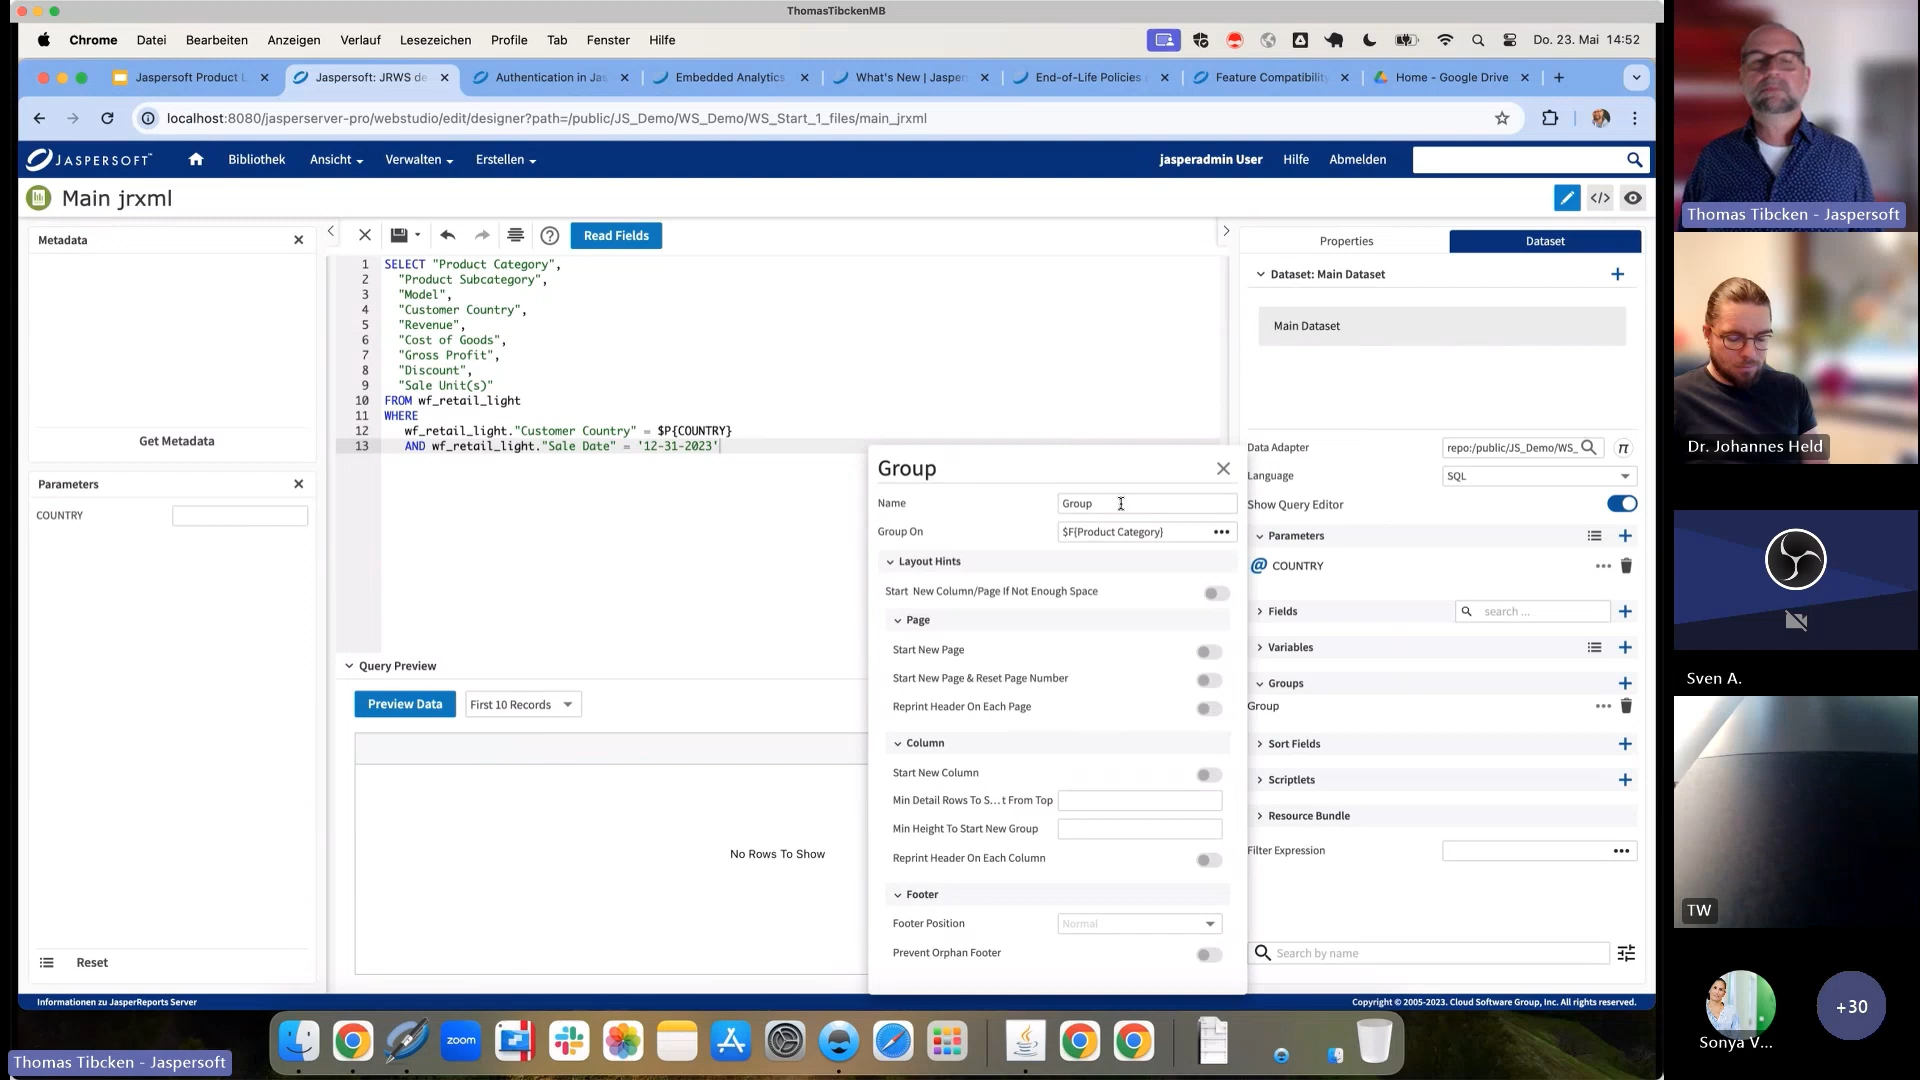 ThomasTibckenMB
Chrome Datei Bearbeiten Anzeigen Verlauf Lesezeichen Profile Tab Fenster Hilfe Do. 23. Mai 14:52
Jaspersoft Product L Jaspersoft: JRWS de Authentication in Jas Embedded Analytics What's New | Jasper End-of-Life Policies Feature Compatibility Home - Google Drive
localhost:8080/jasperserver-pro/webstudio/edit/designer?path=/public/JS_Demo/WS_Demo/WS_Start_1_files/main_jrxml
JASPERSOFT Bibliothek Ansicht Verwalten Erstellen jasperadmin User Hilfe Abmelden
Main jrxml
Metadata
Get Metadata
Parameters
COUNTRY
Reset
Read Fields
1 SELECT "Product Category",
2 "Product Subcategory",
3 "Model",
4 "Customer Country",
5 "Revenue",
6 "Cost of Goods",
7 "Gross Profit",
8 "Discount",
9 "Sale Unit(s)"
10 FROM wf_retail_light
11 WHERE
12 wf_retail_light."Customer Country" = $P{COUNTRY}
13 AND wf_retail_light."Sale Date" = '12-31-2023'
Query Preview
Preview Data First 10 Records
No Rows To Show
Group
Name Group
Group On $F{Product Category}
Layout Hints
Start New Column/Page If Not Enough Space
Page
Start New Page
Start New Page & Reset Page Number
Reprint Header On Each Page
Column
Start New Column
Min Detail Rows To S...t From Top
Min Height To Start New Group
Reprint Header On Each Column
Footer
Footer Position Normal
Prevent Orphan Footer
Properties Dataset
Dataset: Main Dataset
Main Dataset
Data Adapter repo:/public/JS_Demo/WS_ π
Language SQL
Show Query Editor
Parameters
@ COUNTRY
Fields search ...
Variables
Groups
Group
Sort Fields
Scriptlets
Resource Bundle
Filter Expression
Search by name
Informationen zu JasperReports Server Copyright © 2005-2023. Cloud Software Group, Inc. All rights reserved.
zoom
Thomas Tibcken - Jaspersoft
Thomas Tibcken - Jaspersoft
Dr. Johannes Held
Sven A.
TW
Sonya V...
+30